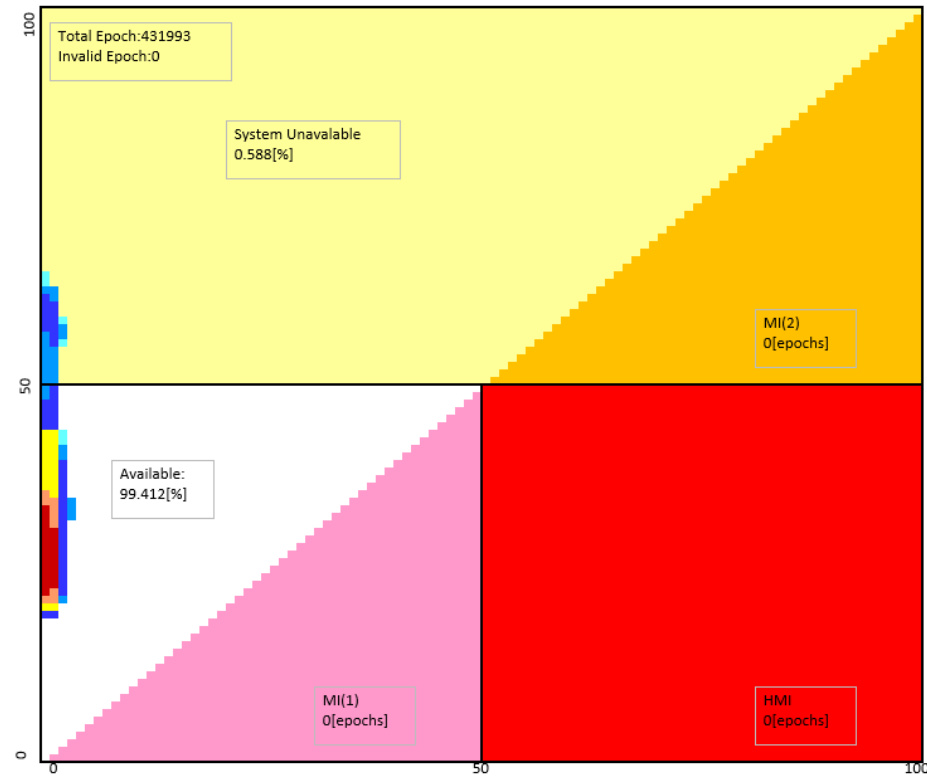 100
Total Epoch:431993
Invalid Epoch:0
System Unavalable
0.588[%]
MI(2)
0[epochs]
50
Available:
99.412[%]
MI(1)
0[epochs]
HMI
0[epochs]
0
0
50
100